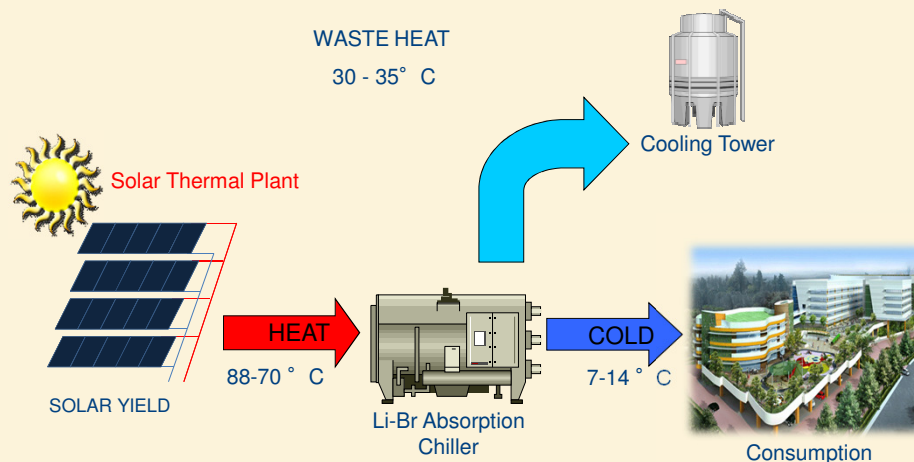 WASTE HEAT
30 - 35° C
Cooling Tower
Solar Thermal Plant
HEAT
COLD
88-70 ° C
7-14 ° C
SOLAR YIELD
Li-Br Absorption
Chiller
Consumption